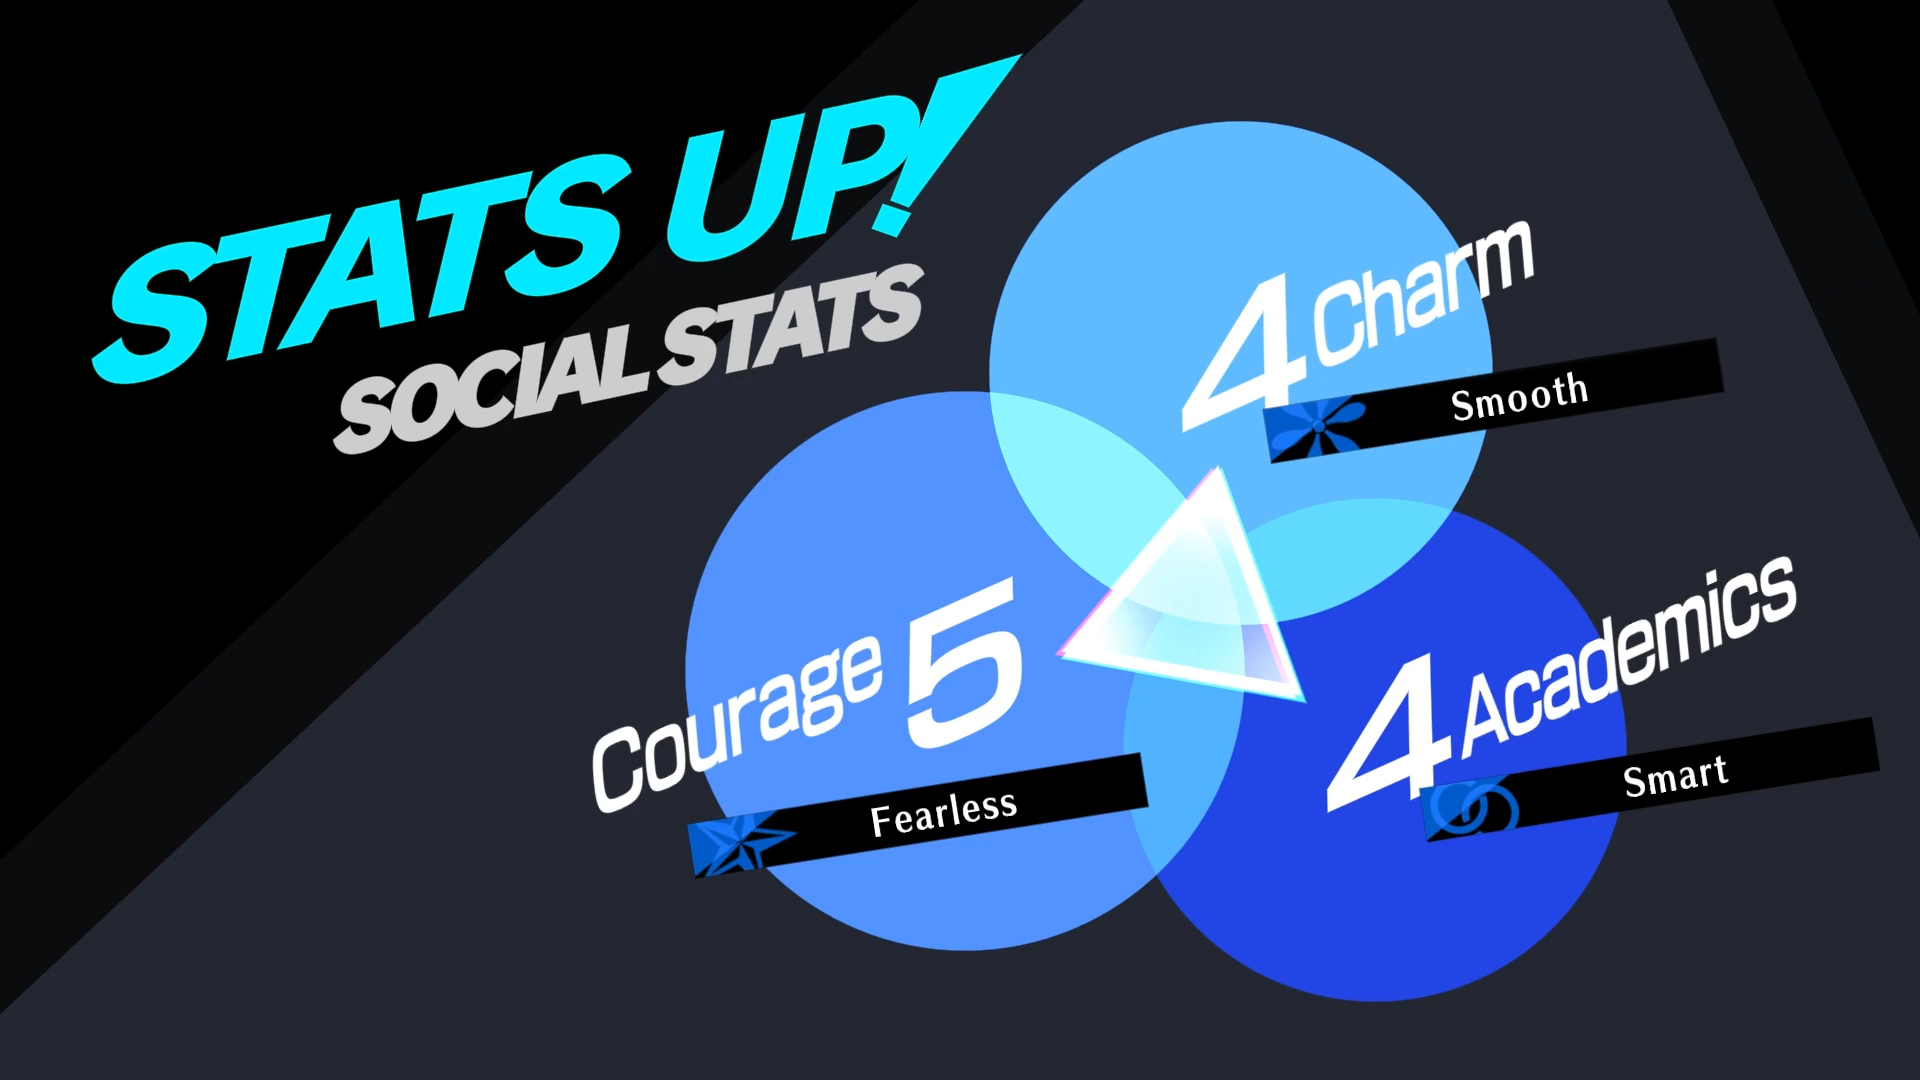 STATS UP!
SOCIAL STATS
4 Charm
Smooth
Courage 5
Fearless
4 Academics
Smart